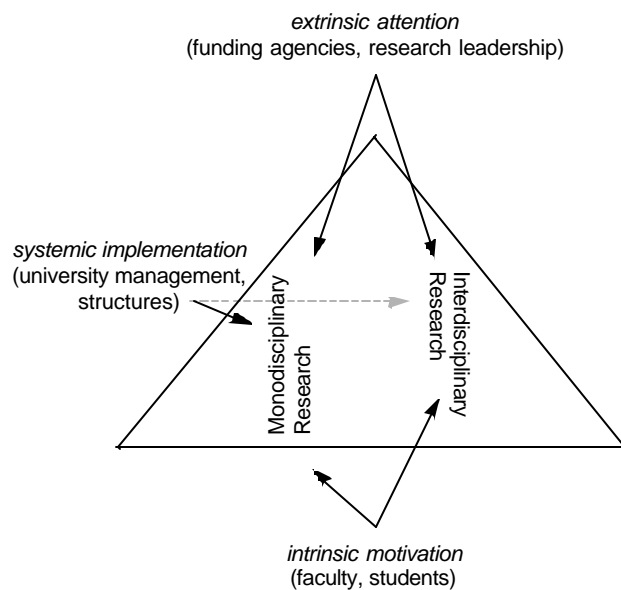 extrinsic attention
(funding agencies, research leadership)
systemic implementation
(university management,
structures)
Monodisciplinary
Research
Interdisciplinary
Research
intrinsic motivation
(faculty, students)